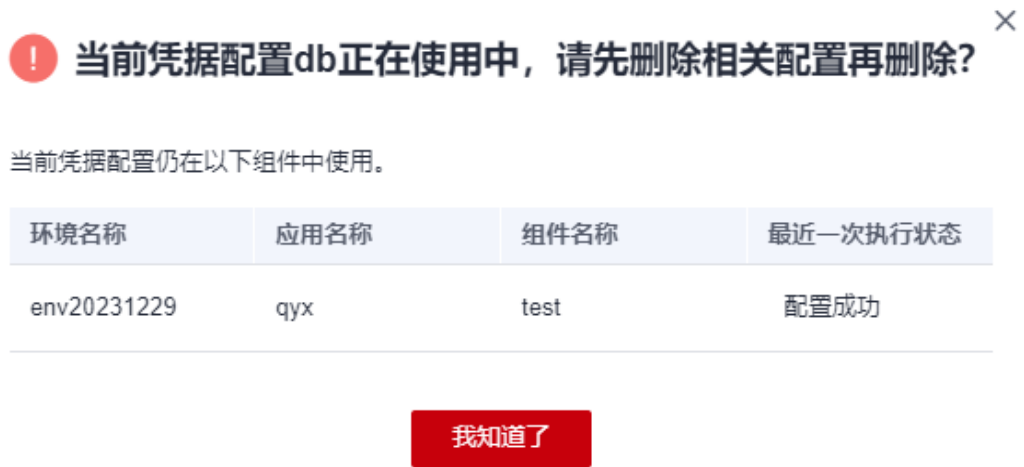 当前凭据配置db正在使用中，请先删除相关配置再删除？
当前凭据配置仍在以下组件中使用。
环境名称 应用名称 组件名称 最近一次执行状态
env20231229 qyx test 配置成功
我知道了